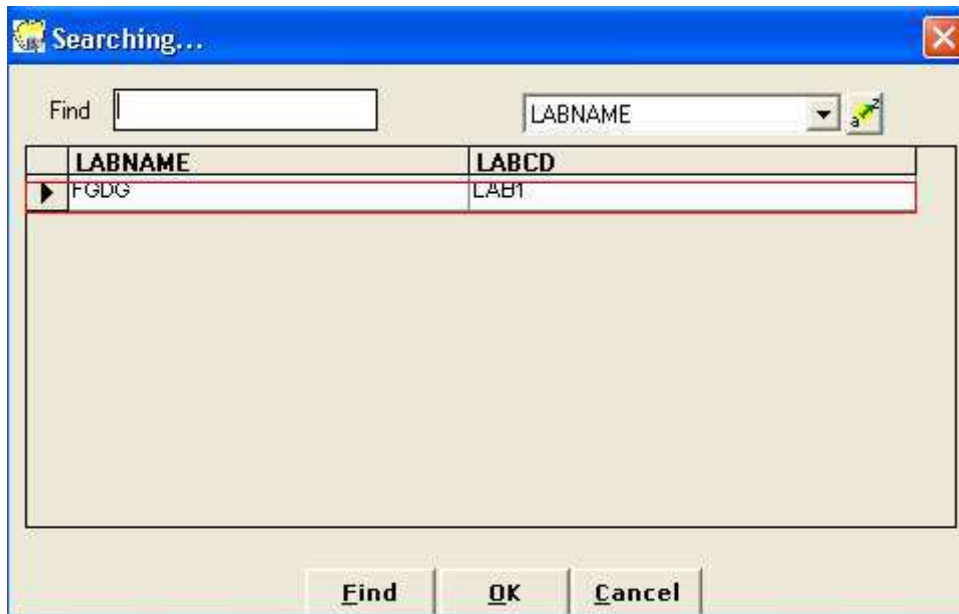 Searching...
Find LABNAME a z
LABNAME LABCD
FGDG LAB1
Find OK Cancel